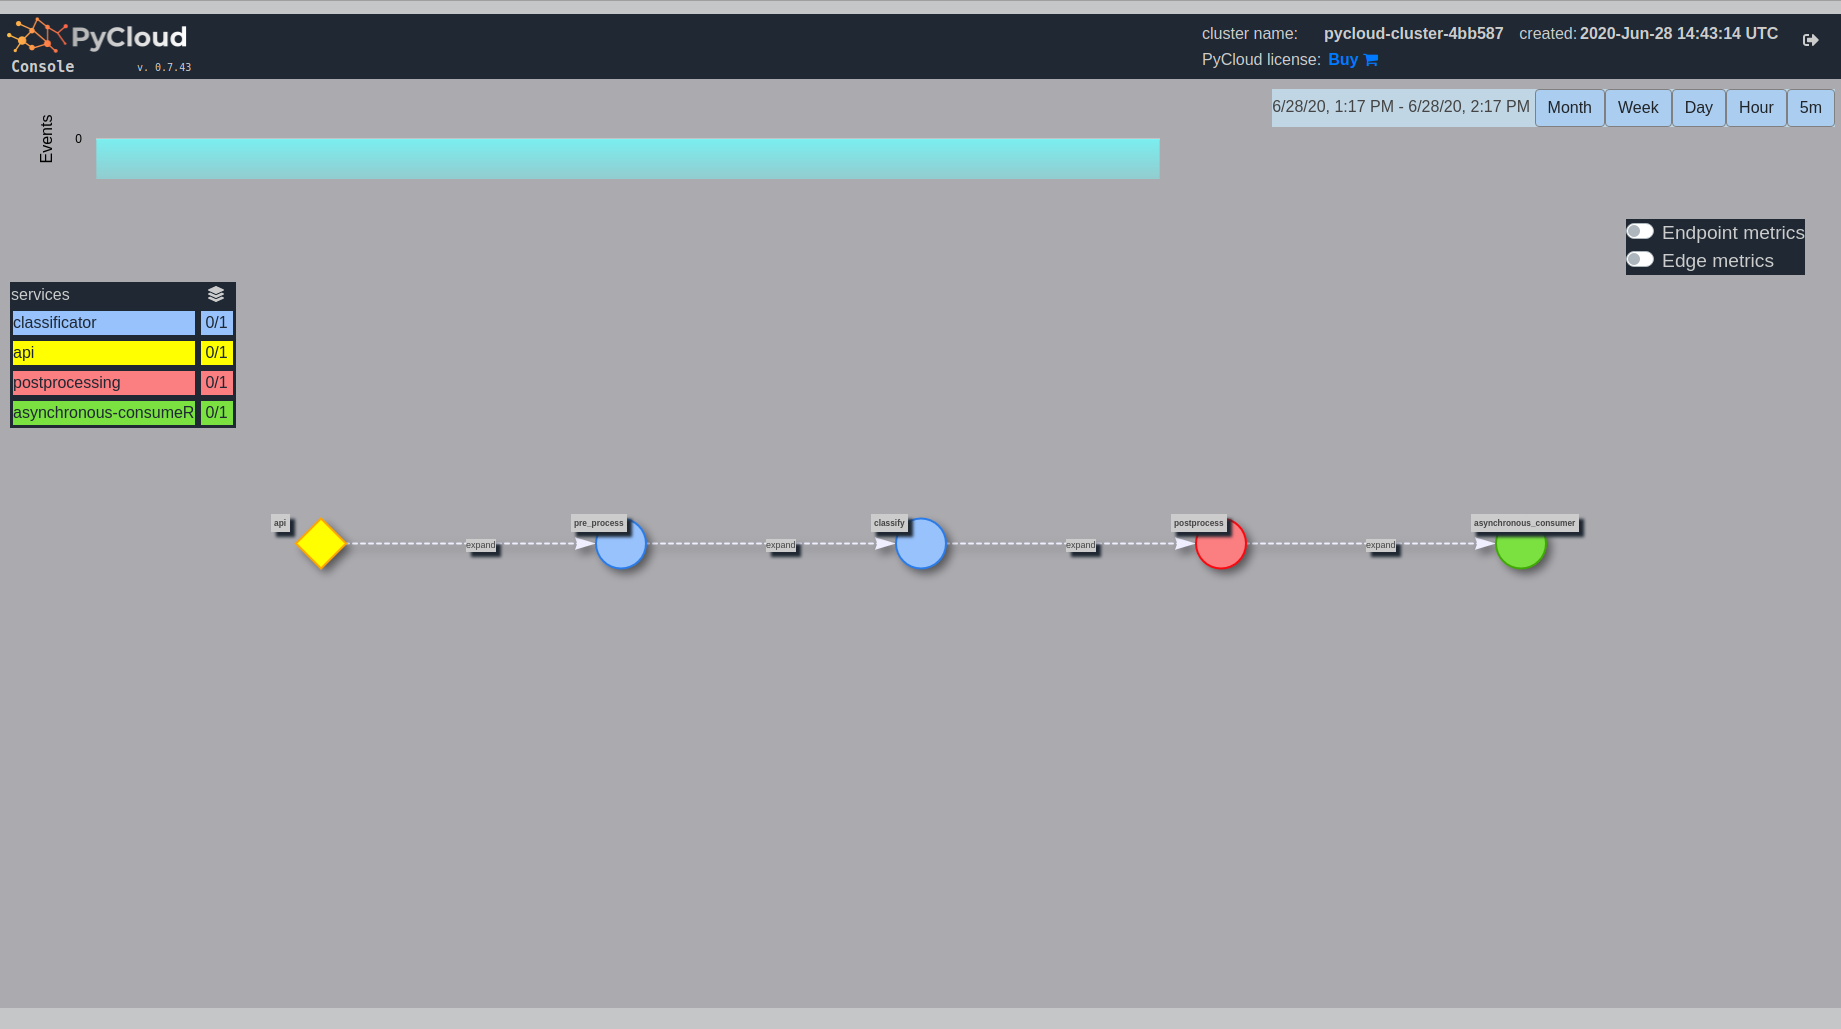 PyCloud
Console v. 0.7.43
cluster name: pycloud-cluster-4bb587 created: 2020-Jun-28 14:43:14 UTC
PyCloud license: Buy
6/28/20, 1:17 PM - 6/28/20, 2:17 PM Month Week Day Hour 5m
Events
0
Endpoint metrics
Edge metrics
services
classificator 0/1
api 0/1
postprocessing 0/1
asynchronous-consumeR 0/1
api pre_process classify postprocess asynchronous_consumer
expand expand expand expand